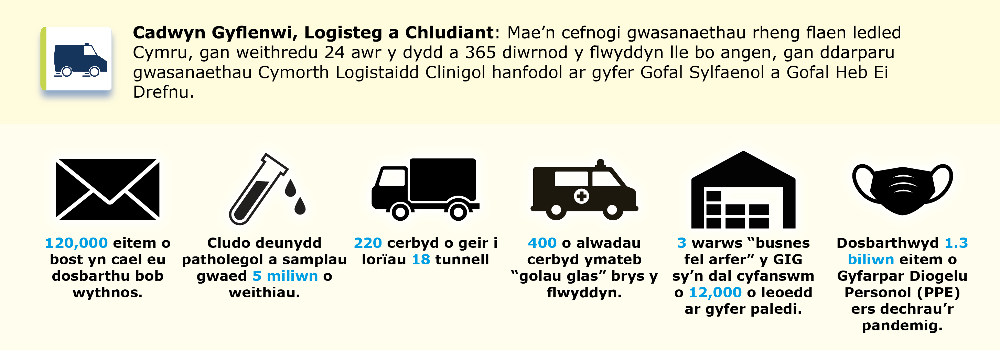 Cadwyn Gyflenwi, Logisteg a Chludiant: Mae’n cefnogi gwasanaethau rheng flaen ledled
Cymru, gan weithredu 24 awr y dydd a 365 diwrnod y flwyddyn lle bo angen, gan ddarparu
gwasanaethau Cymorth Logistaidd Clinigol hanfodol ar gyfer Gofal Sylfaenol a Gofal Heb Ei
Drefnu.
120,000 eitem o
bost yn cael eu
dosbarthu bob
wythnos.
Cludo deunydd
patholegol a samplau
gwaed 5 miliwn o
weithiau.
220 cerbyd o geir i
lorïau 18 tunnell
400 o alwadau
cerbyd ymateb
“golau glas” brys y
flwyddyn.
3 warws “busnes
fel arfer” y GIG
sy’n dal cyfanswm
o 12,000 o leoedd
ar gyfer paledi.
Dosbarthwyd 1.3
biliwn eitem o
Gyfarpar Diogelu
Personol (PPE)
ers dechrau’r
pandemig.